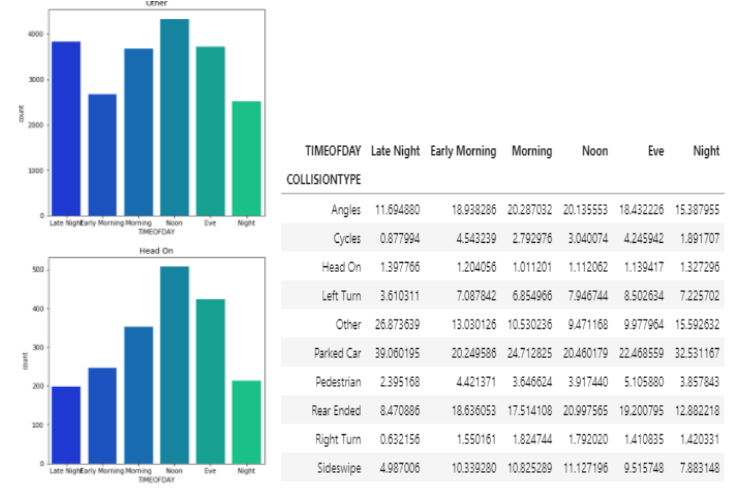 Other
4000
3000
2000
1000
0
count
Late Night Early Morning Morning Noon Eve Night
TIMEOFDAY
Head On
500
400
300
200
100
0
count
Late Night Early Morning Morning Noon Eve Night
TIMEOFDAY
TIMEOFDAY Late Night Early Morning Morning Noon Eve Night
COLLISIONTYPE
Angles 11.694880 18.938286 20.287032 20.135553 18.432226 15.387955
Cycles 0.877994 4.543239 2.792976 3.040074 4.245942 1.891707
Head On 1.397766 1.204056 1.011201 1.112062 1.139417 1.327296
Left Turn 3.610311 7.087842 6.854966 7.946744 8.502634 7.225702
Other 26.873639 13.030126 10.530236 9.471168 9.977964 15.592632
Parked Car 39.060195 20.249586 24.712825 20.460179 22.468559 32.531167
Pedestrian 2.395168 4.421371 3.646624 3.917440 5.105880 3.857843
Rear Ended 8.470886 18.636053 17.514108 20.997565 19.200795 12.882218
Right Turn 0.632156 1.550161 1.824744 1.792020 1.410835 1.420331
Sideswipe 4.987006 10.339280 10.825289 11.127196 9.515748 7.883148